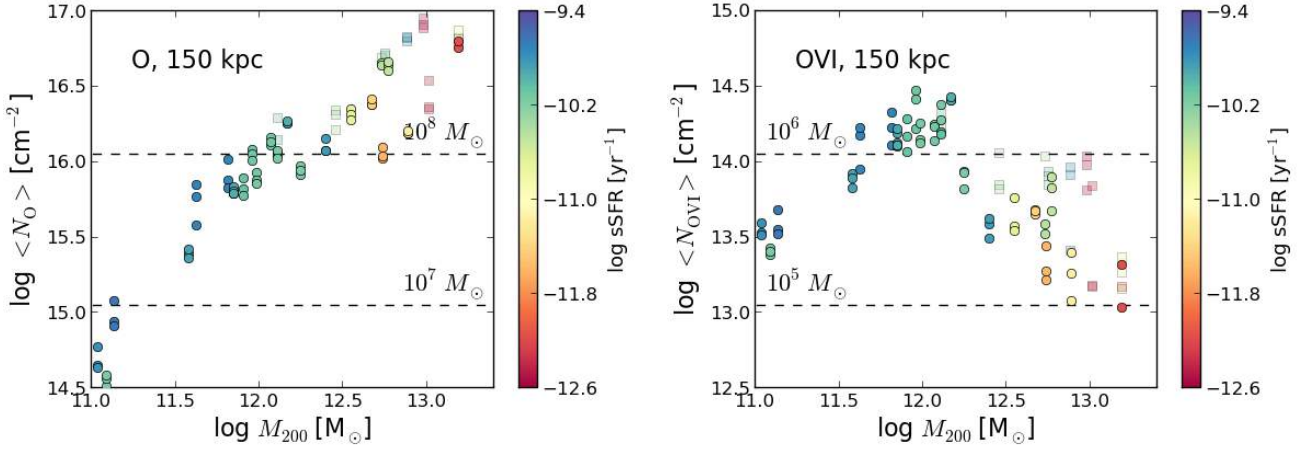 O, 150 kpc
10^8 M_⊙
10^7 M_⊙
log <N_O> [cm^-2]
17.0
16.5
16.0
15.5
15.0
14.5
11.0 11.5 12.0 12.5 13.0
log M_200 [M_⊙]
−9.4
−10.2
−11.0
−11.8
−12.6
log sSFR [yr^-1]
OVI, 150 kpc
10^6 M_⊙
10^5 M_⊙
log <N_OVI> [cm^-2]
15.0
14.5
14.0
13.5
13.0
12.5
11.0 11.5 12.0 12.5 13.0
log M_200 [M_⊙]
−9.4
−10.2
−11.0
−11.8
−12.6
log sSFR [yr^-1]